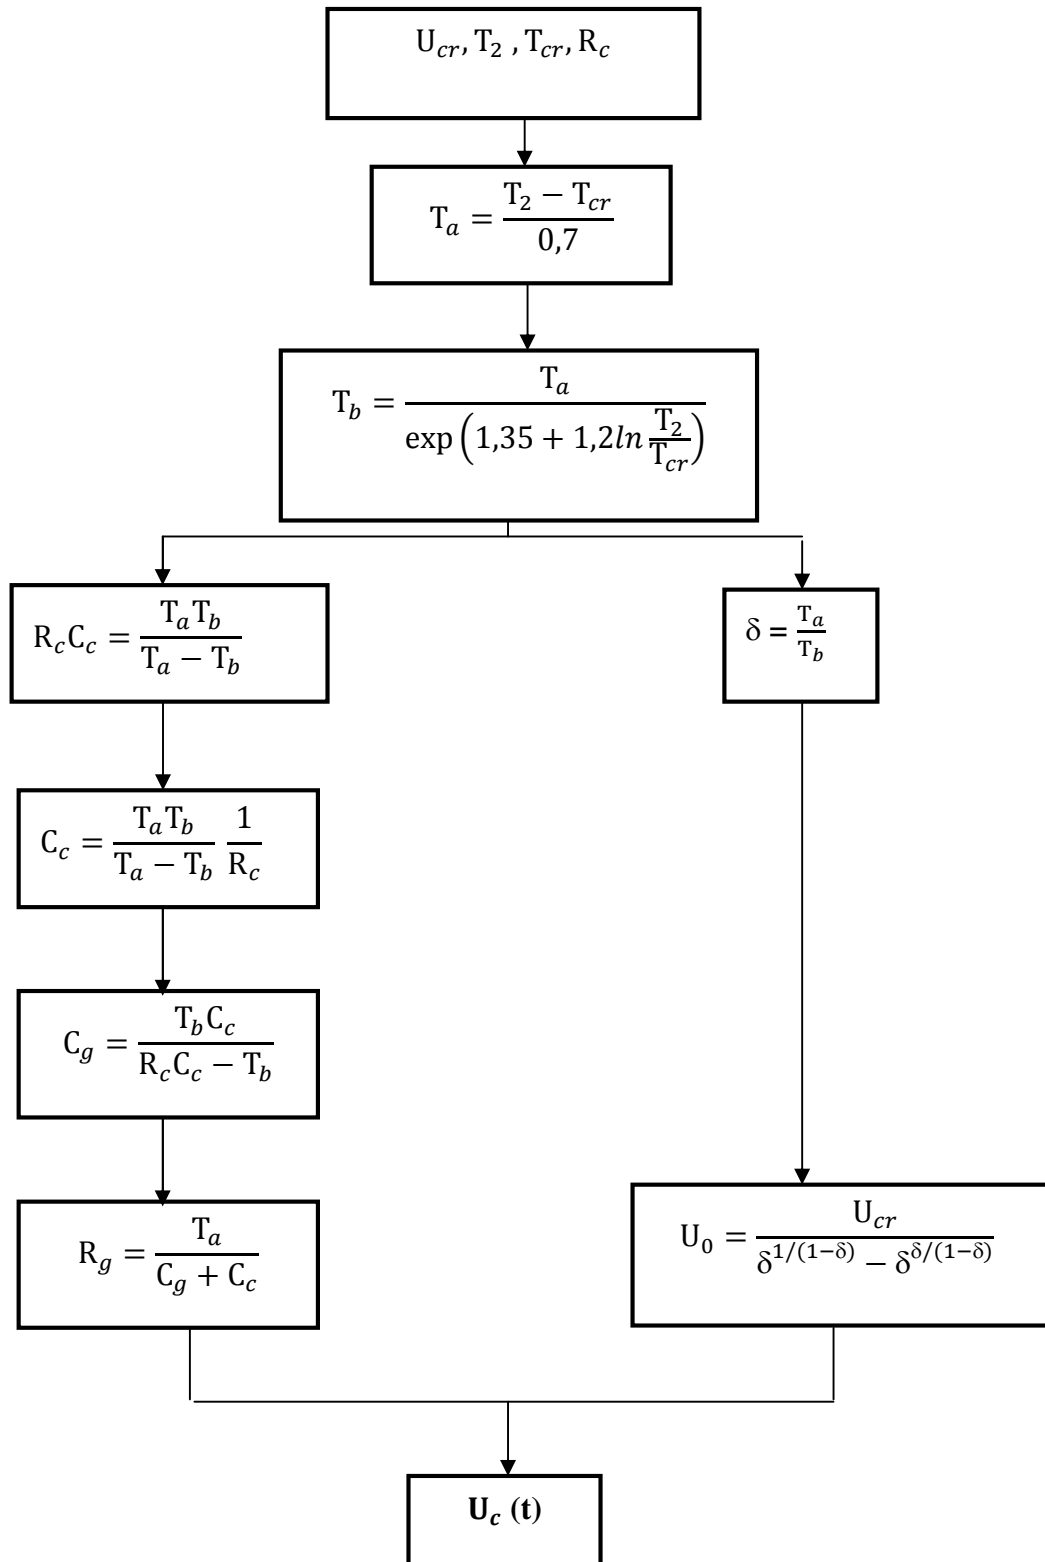 U_cr, T_2 , T_cr, R_c
T_a = (T_2 − T_cr) / 0,7
T_b = T_a / exp(1,35 + 1,2ln T_2/T_cr)
R_cC_c = T_aT_b / (T_a − T_b)
δ = T_a / T_b
C_c = T_aT_b / (T_a − T_b) 1/R_c
C_g = T_bC_c / (R_cC_c − T_b)
R_g = T_a / (C_g + C_c)
U_0 = U_cr / (δ^1/(1−δ) − δ^δ/(1−δ))
U_c (t)